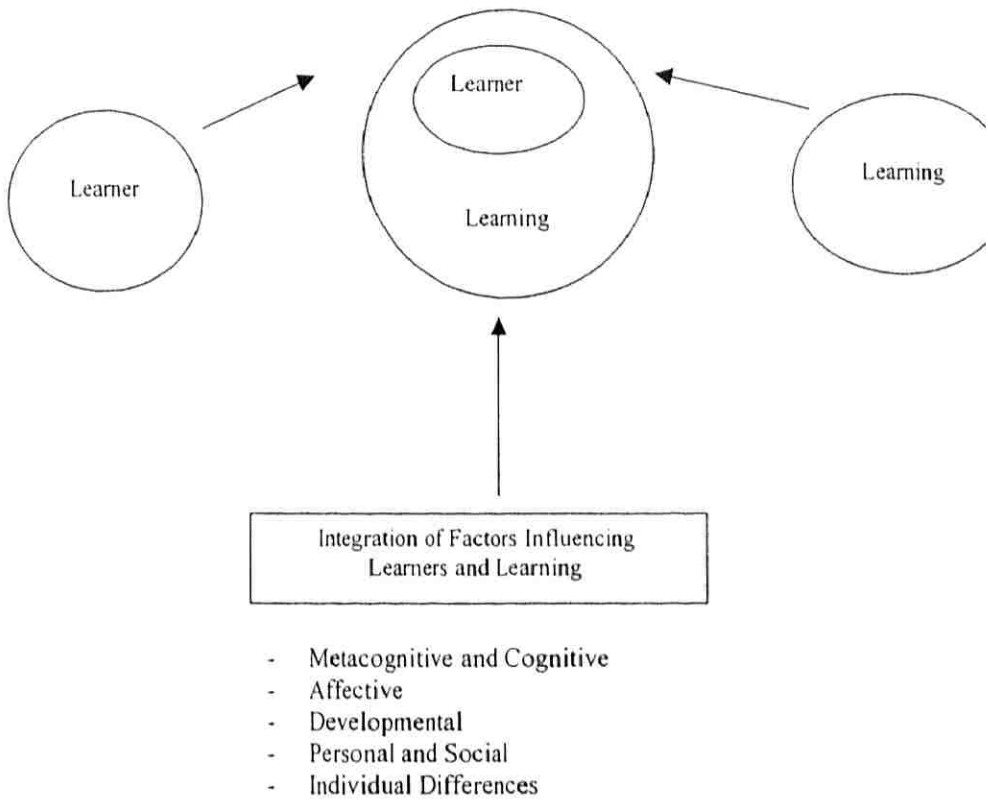 Learner
Learner
Learning
Learning
Integration of Factors Influencing
Learners and Learning
- Metacognitive and Cognitive
- Affective
- Developmental
- Personal and Social
- Individual Differences